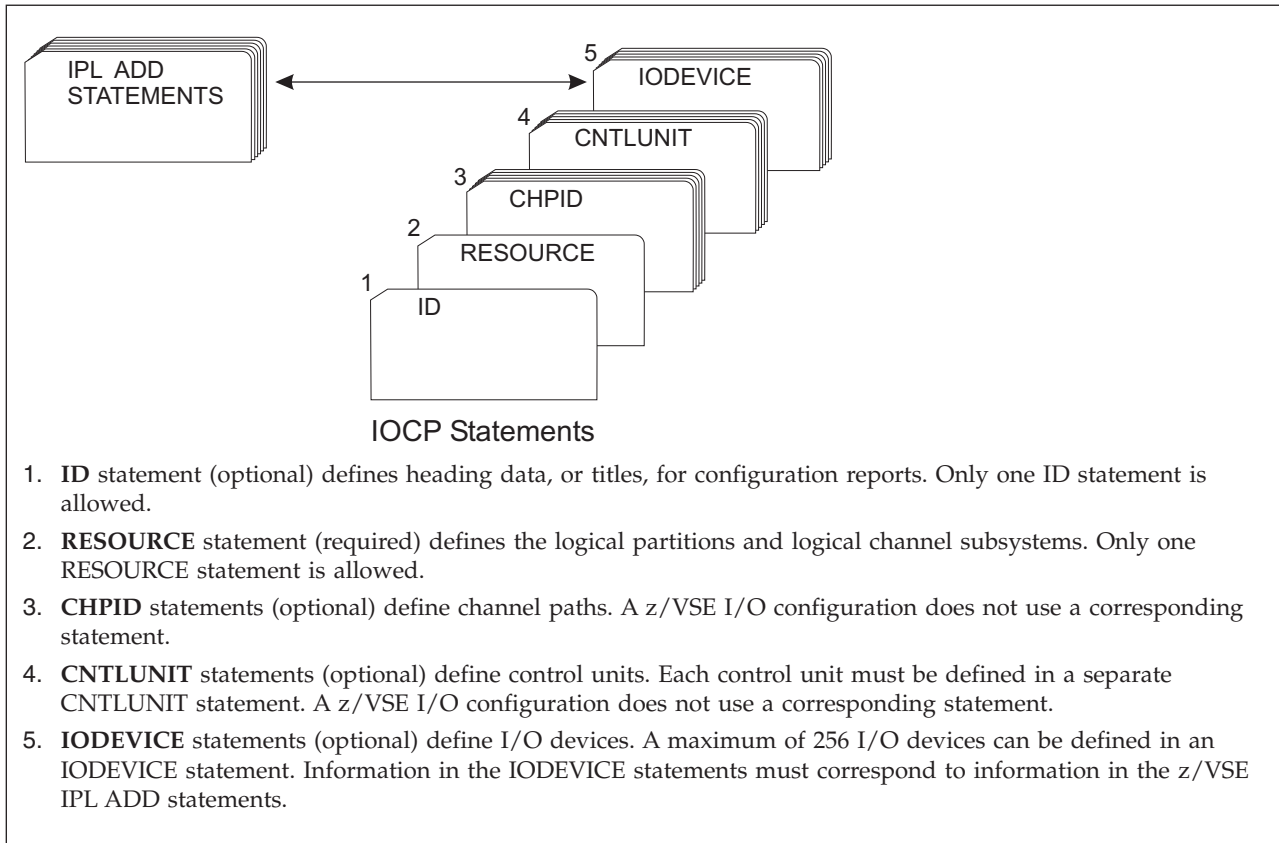 IPL ADD
STATEMENTS
5
IODEVICE
4
CNTLUNIT
3
CHPID
2
RESOURCE
1
ID
IOCP Statements
1. ID statement (optional) defines heading data, or titles, for configuration reports. Only one ID statement is
allowed.
2. RESOURCE statement (required) defines the logical partitions and logical channel subsystems. Only one
RESOURCE statement is allowed.
3. CHPID statements (optional) define channel paths. A z/VSE I/O configuration does not use a corresponding
statement.
4. CNTLUNIT statements (optional) define control units. Each control unit must be defined in a separate
CNTLUNIT statement. A z/VSE I/O configuration does not use a corresponding statement.
5. IODEVICE statements (optional) define I/O devices. A maximum of 256 I/O devices can be defined in an
IODEVICE statement. Information in the IODEVICE statements must correspond to information in the z/VSE
IPL ADD statements.